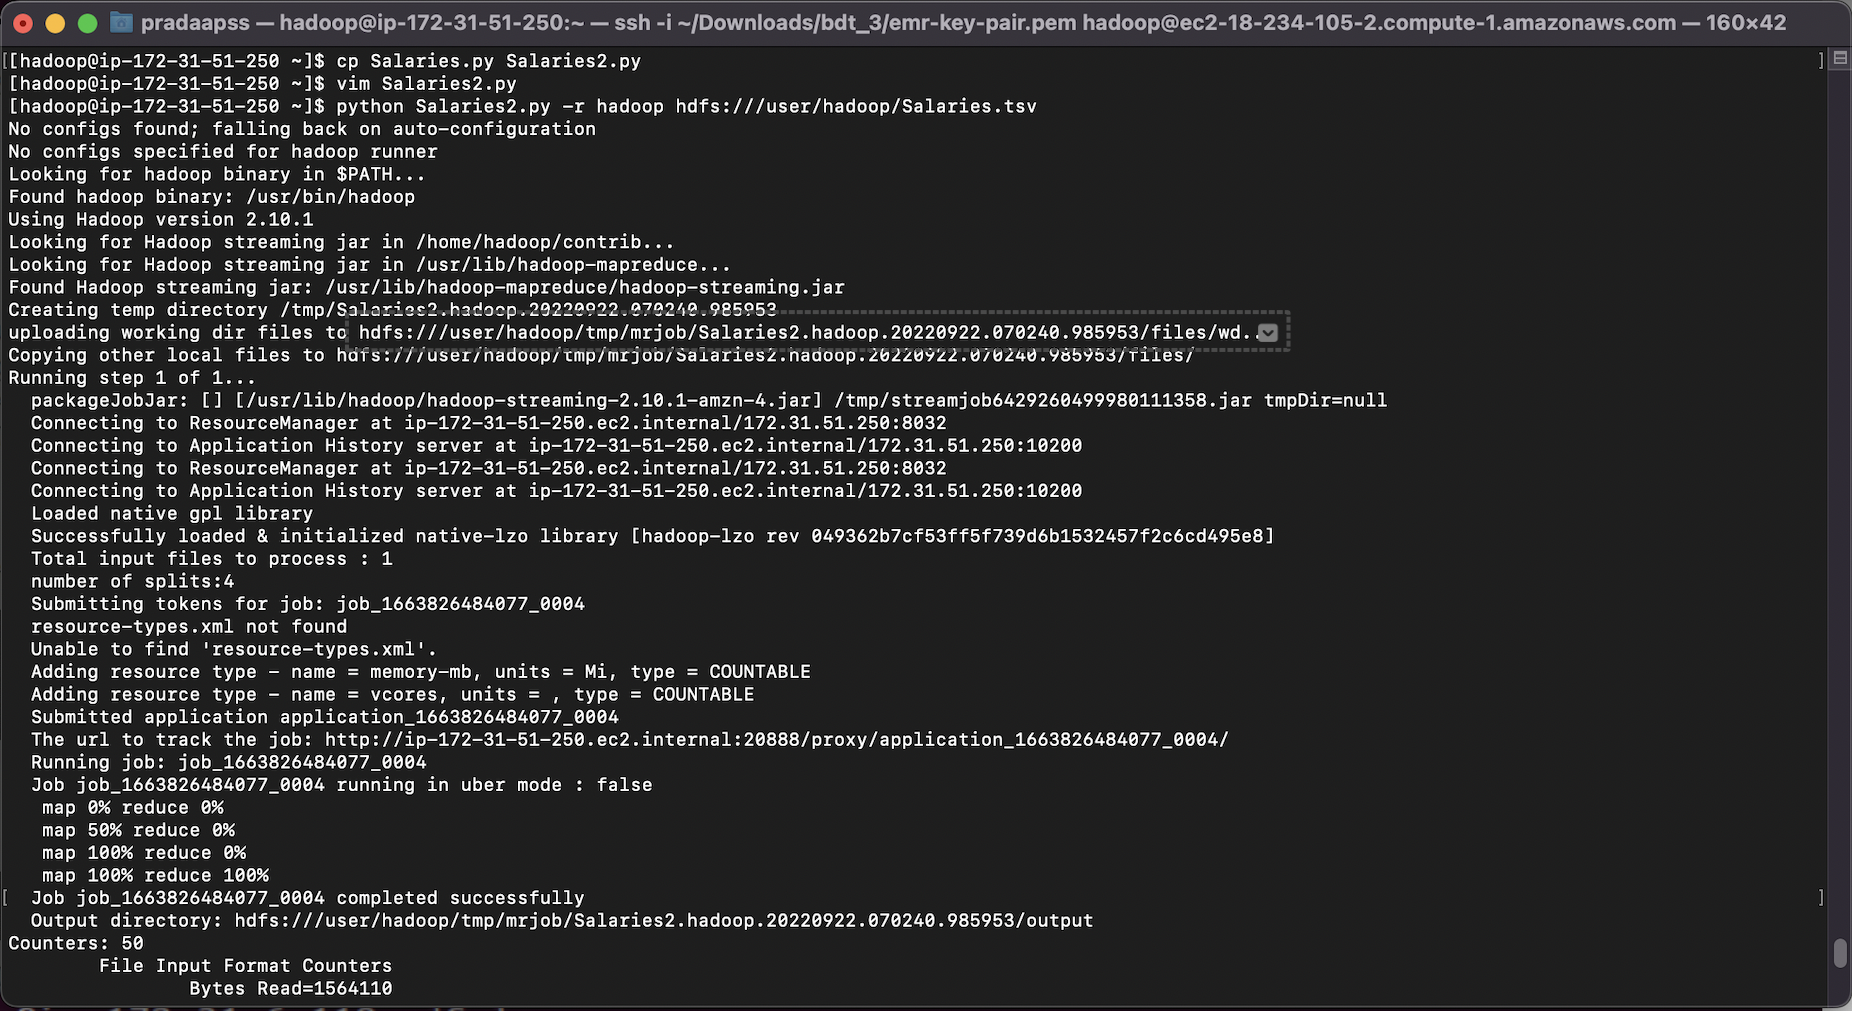 pradaapss — hadoop@ip-172-31-51-250:~ — ssh -i ~/Downloads/bdt_3/emr-key-pair.pem hadoop@ec2-18-234-105-2.compute-1.amazonaws.com — 160×42
[[hadoop@ip-172-31-51-250 ~]$ cp Salaries.py Salaries2.py ]
[hadoop@ip-172-31-51-250 ~]$ vim Salaries2.py
[hadoop@ip-172-31-51-250 ~]$ python Salaries2.py -r hadoop hdfs:///user/hadoop/Salaries.tsv
No configs found; falling back on auto-configuration
No configs specified for hadoop runner
Looking for hadoop binary in $PATH...
Found hadoop binary: /usr/bin/hadoop
Using Hadoop version 2.10.1
Looking for Hadoop streaming jar in /home/hadoop/contrib...
Looking for Hadoop streaming jar in /usr/lib/hadoop-mapreduce...
Found Hadoop streaming jar: /usr/lib/hadoop-mapreduce/hadoop-streaming.jar
Creating temp directory /tmp/Salaries2.hadoop.20220922.070240.985953
uploading working dir files to hdfs:///user/hadoop/tmp/mrjob/Salaries2.hadoop.20220922.070240.985953/files/wd...
Copying other local files to hdfs:///user/hadoop/tmp/mrjob/Salaries2.hadoop.20220922.070240.985953/files/
Running step 1 of 1...
packageJobJar: [] [/usr/lib/hadoop/hadoop-streaming-2.10.1-amzn-4.jar] /tmp/streamjob6429260499980111358.jar tmpDir=null
Connecting to ResourceManager at ip-172-31-51-250.ec2.internal/172.31.51.250:8032
Connecting to Application History server at ip-172-31-51-250.ec2.internal/172.31.51.250:10200
Connecting to ResourceManager at ip-172-31-51-250.ec2.internal/172.31.51.250:8032
Connecting to Application History server at ip-172-31-51-250.ec2.internal/172.31.51.250:10200
Loaded native gpl library
Successfully loaded & initialized native-lzo library [hadoop-lzo rev 049362b7cf53ff5f739d6b1532457f2c6cd495e8]
Total input files to process : 1
number of splits:4
Submitting tokens for job: job_1663826484077_0004
resource-types.xml not found
Unable to find 'resource-types.xml'.
Adding resource type - name = memory-mb, units = Mi, type = COUNTABLE
Adding resource type - name = vcores, units = , type = COUNTABLE
Submitted application application_1663826484077_0004
The url to track the job: http://ip-172-31-51-250.ec2.internal:20888/proxy/application_1663826484077_0004/
Running job: job_1663826484077_0004
Job job_1663826484077_0004 running in uber mode : false
map 0% reduce 0%
map 50% reduce 0%
map 100% reduce 0%
map 100% reduce 100%
[ Job job_1663826484077_0004 completed successfully ]
Output directory: hdfs:///user/hadoop/tmp/mrjob/Salaries2.hadoop.20220922.070240.985953/output
Counters: 50
File Input Format Counters
Bytes Read=1564110